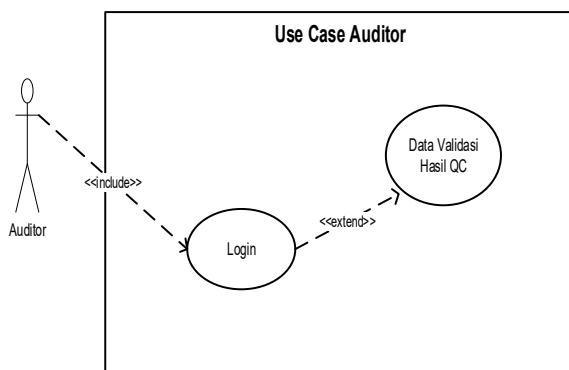 Use Case Auditor
Data Validasi
Hasil QC
<<include>>
<<extend>>
Auditor
Login